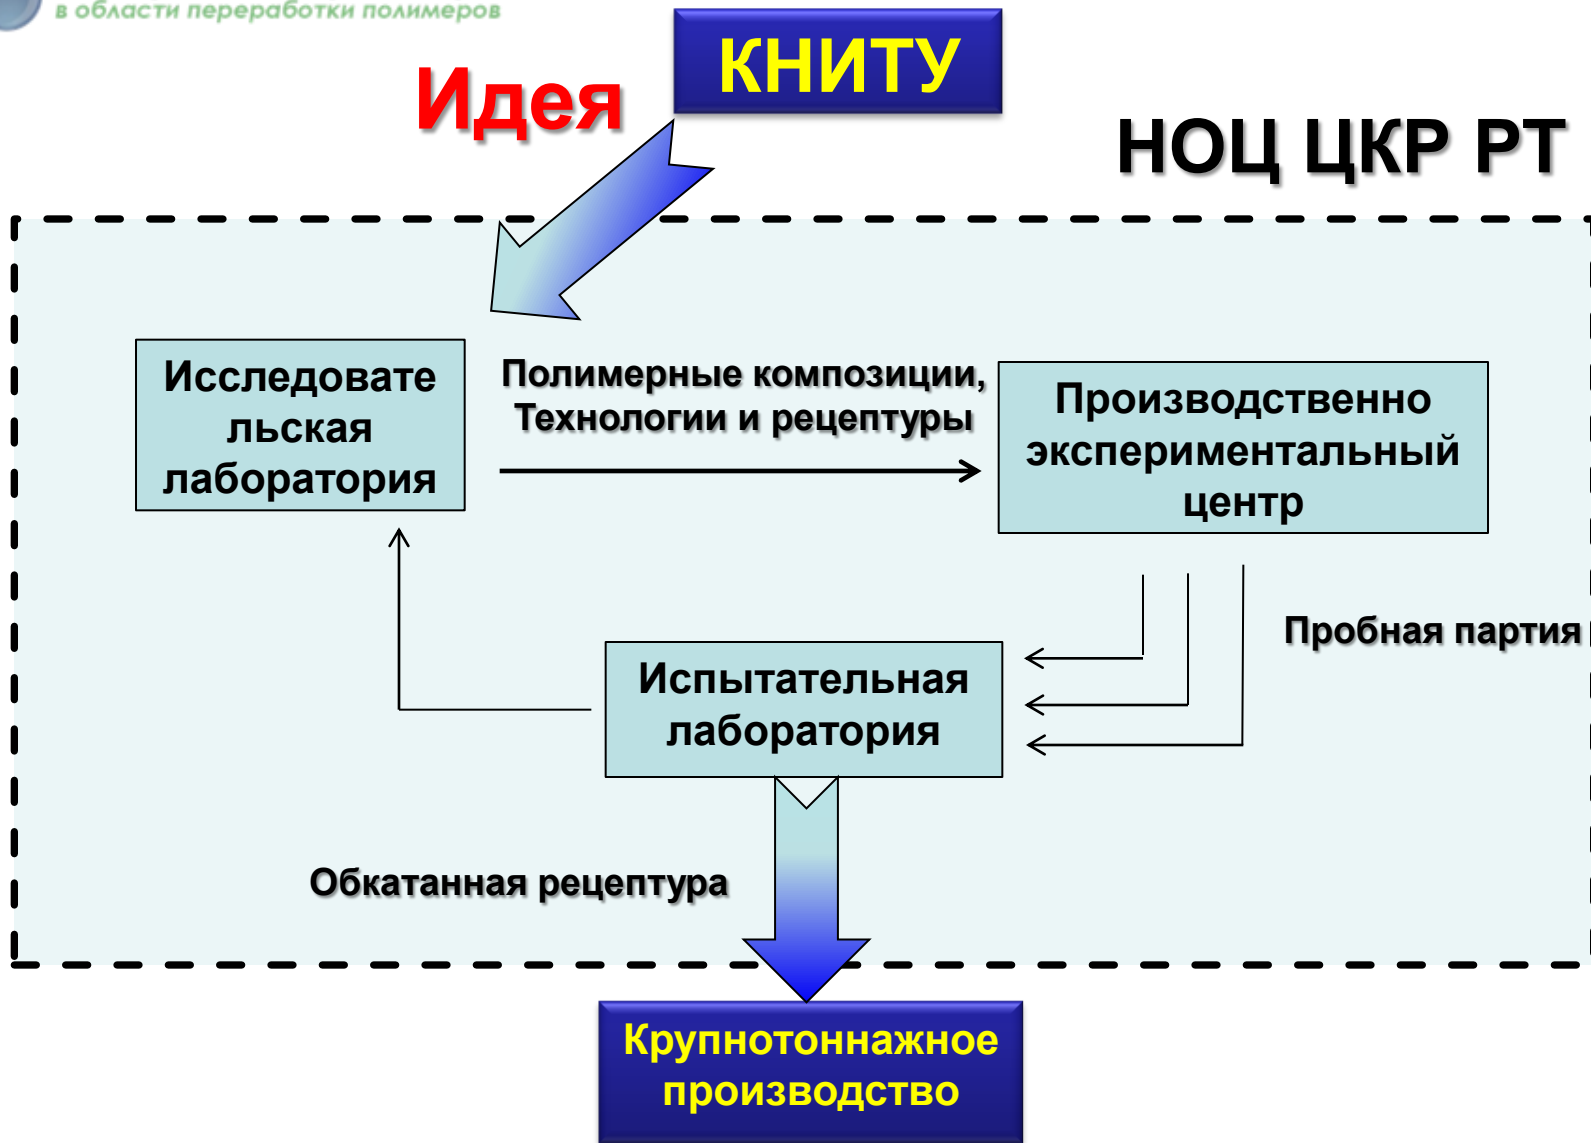 в области переработки полимеров
КНИТУ
Идея
НОЦ ЦКР РТ
Исследовате
льская
лаборатория
Полимерные композиции,
Технологии и рецептуры
Производственно
экспериментальный
центр
Пробная партия
Испытательная
лаборатория
Обкатанная рецептура
Крупнотоннажное
производство